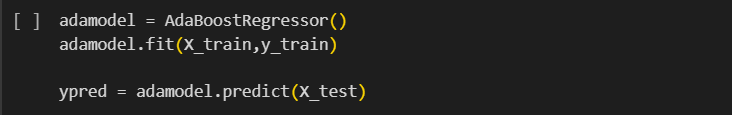 [ ] adamodel = AdaBoostRegressor()
adamodel.fit(X_train,y_train)
ypred = adamodel.predict(X_test)